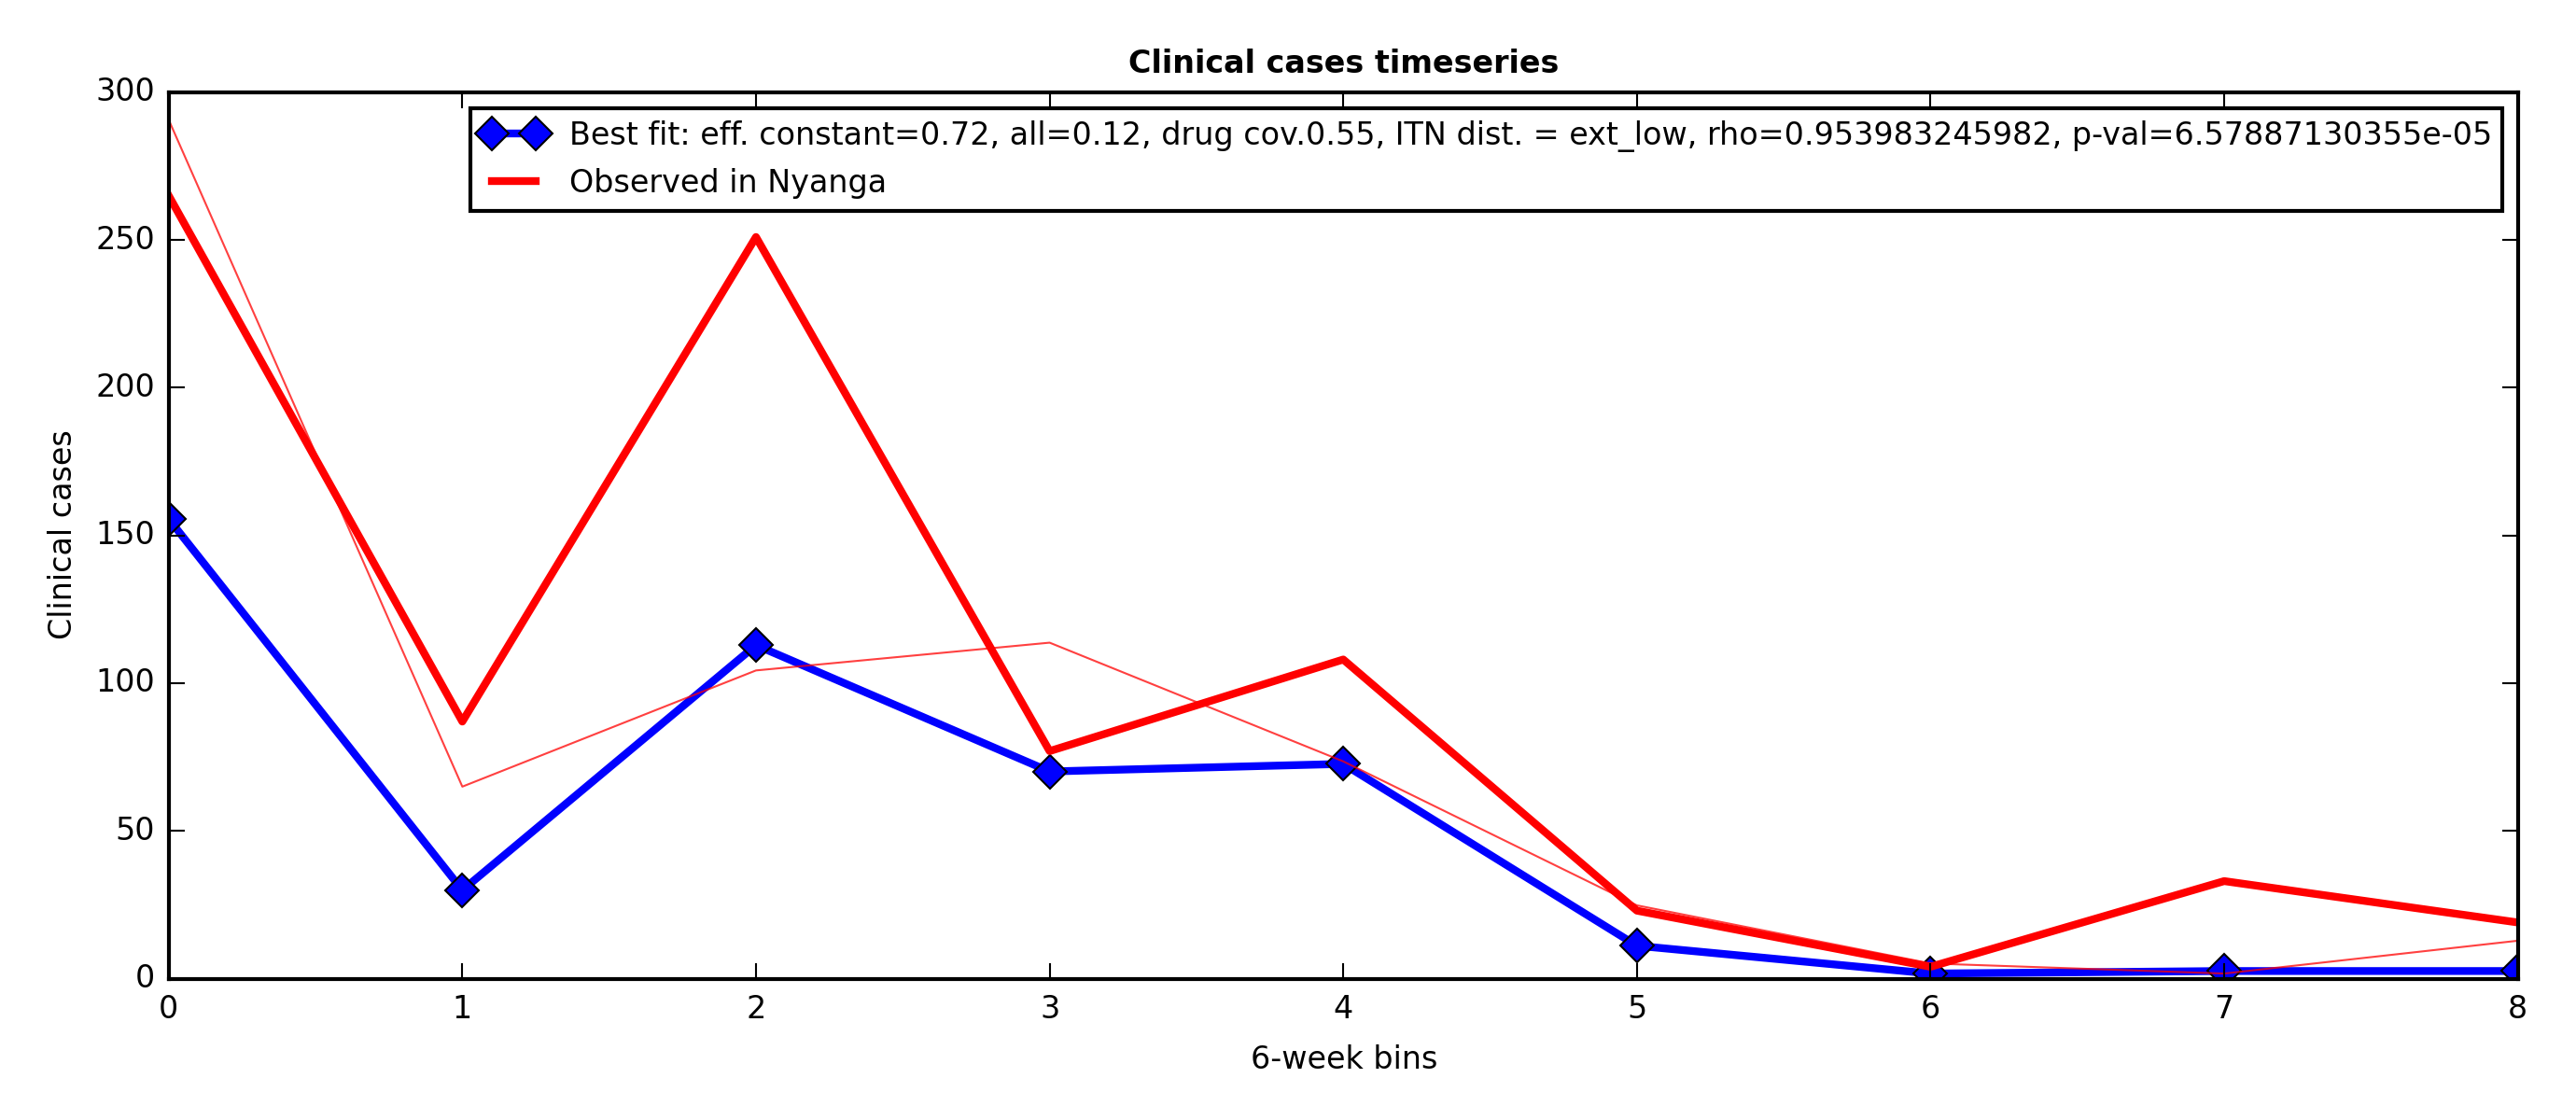 Clinical cases timeseries
Best fit: eff. constant=0.72, all=0.12, drug cov.0.55, ITN dist. = ext_low, rho=0.953983245982, p-val=6.57887130355e-05
Observed in Nyanga
300
250
200
150
100
50
0
Clinical cases
0 1 2 3 4 5 6 7 8
6-week bins